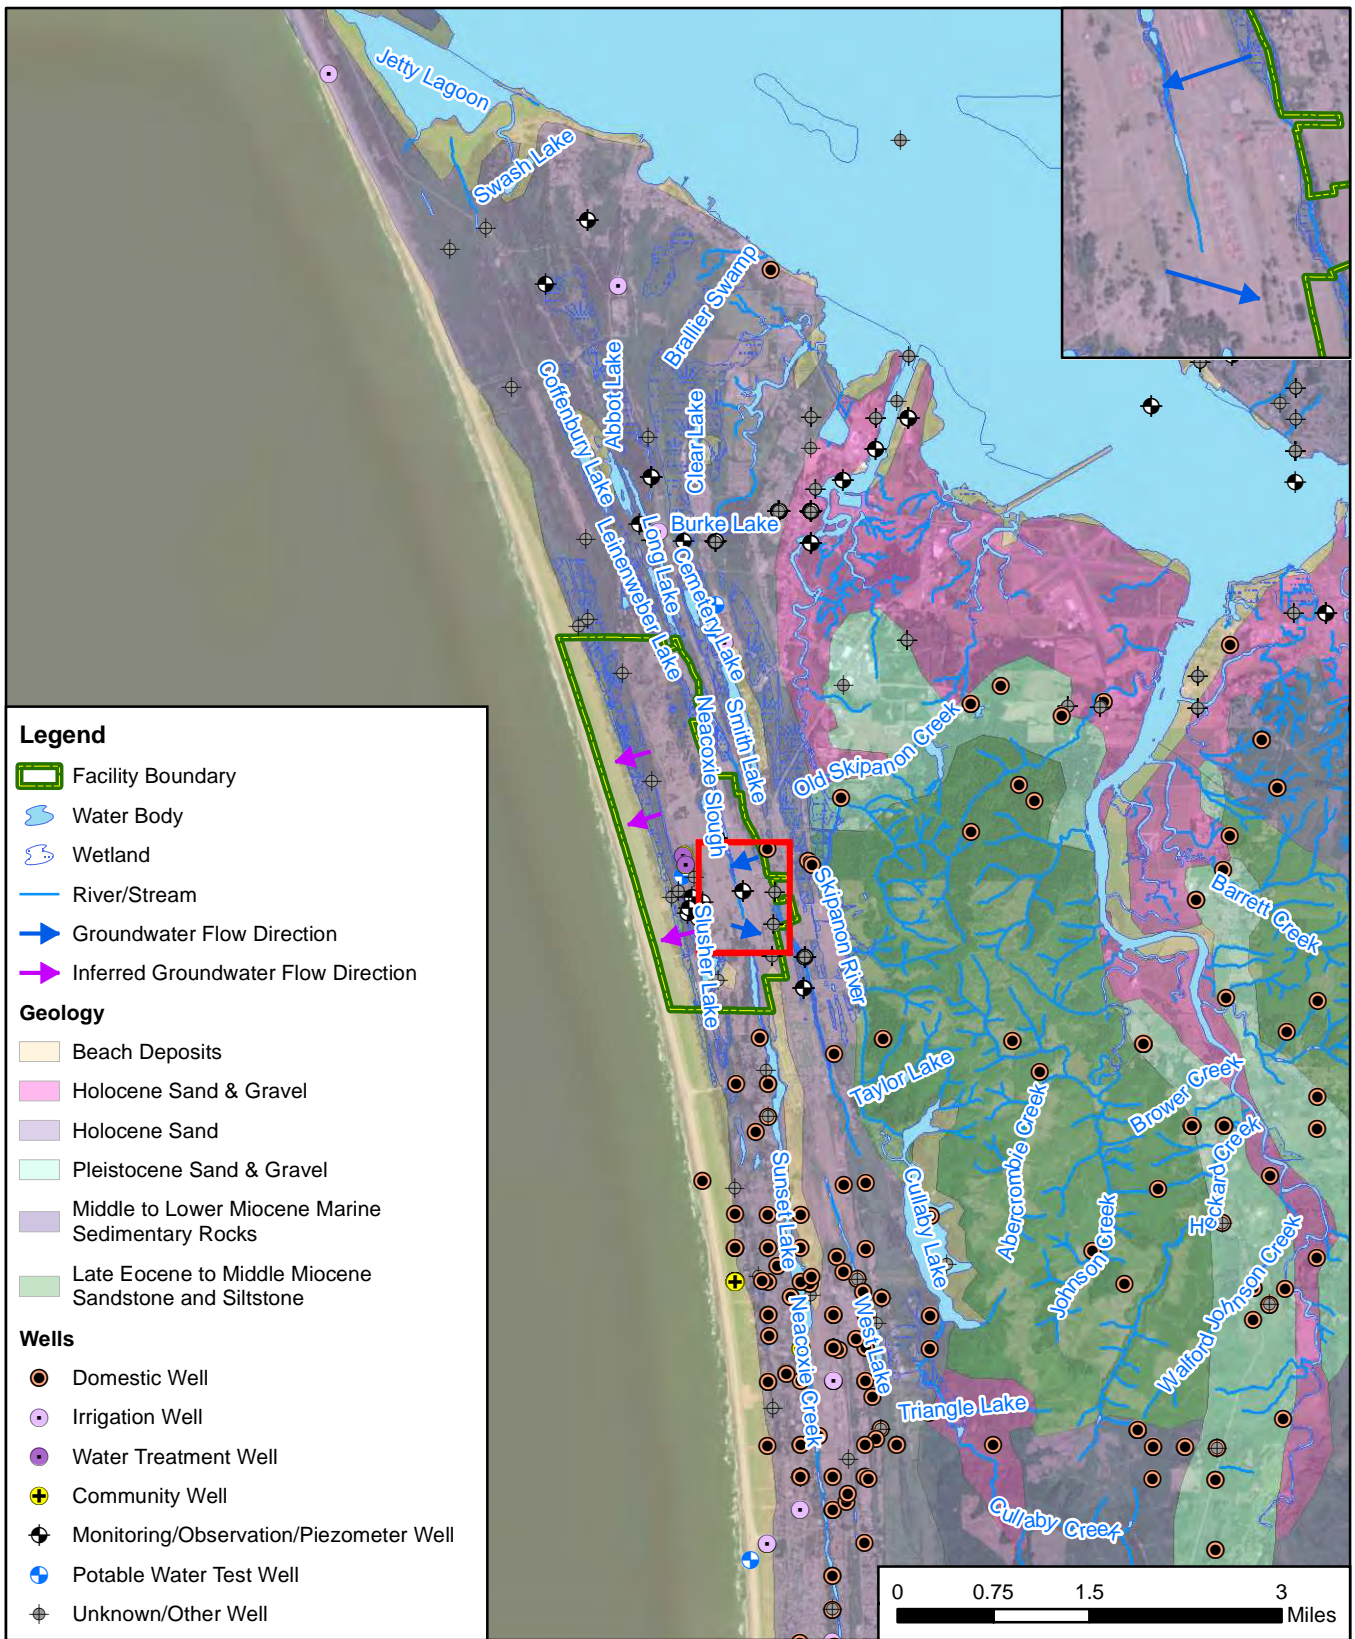 Jetty Lagoon
Swash Lake
Brallier Swamp
Abbot Lake
Coffenbury Lake
Clear Lake
Burke Lake
Long Lake
Leinenweber Lake
Cemetery Lake
Neacoxie Slough
Smith Lake
Old Skipanon Creek
Skipanon River
Slusher Lake
Barrett Creek
Taylor Lake
Abercrombie Creek
Brower Creek
Heckard Creek
Sunset Lake
Cullaby Lake
Johnson Creek
Walford Johnson Creek
Neacoxie Creek
West Lake
Triangle Lake
Cullaby Creek
Legend
Facility Boundary
Water Body
Wetland
River/Stream
Groundwater Flow Direction
Inferred Groundwater Flow Direction
Geology
Beach Deposits
Holocene Sand & Gravel
Holocene Sand
Pleistocene Sand & Gravel
Middle to Lower Miocene Marine
Sedimentary Rocks
Late Eocene to Middle Miocene
Sandstone and Siltstone
Wells
Domestic Well
Irrigation Well
Water Treatment Well
Community Well
Monitoring/Observation/Piezometer Well
Potable Water Test Well
Unknown/Other Well
0 0.75 1.5 3
Miles